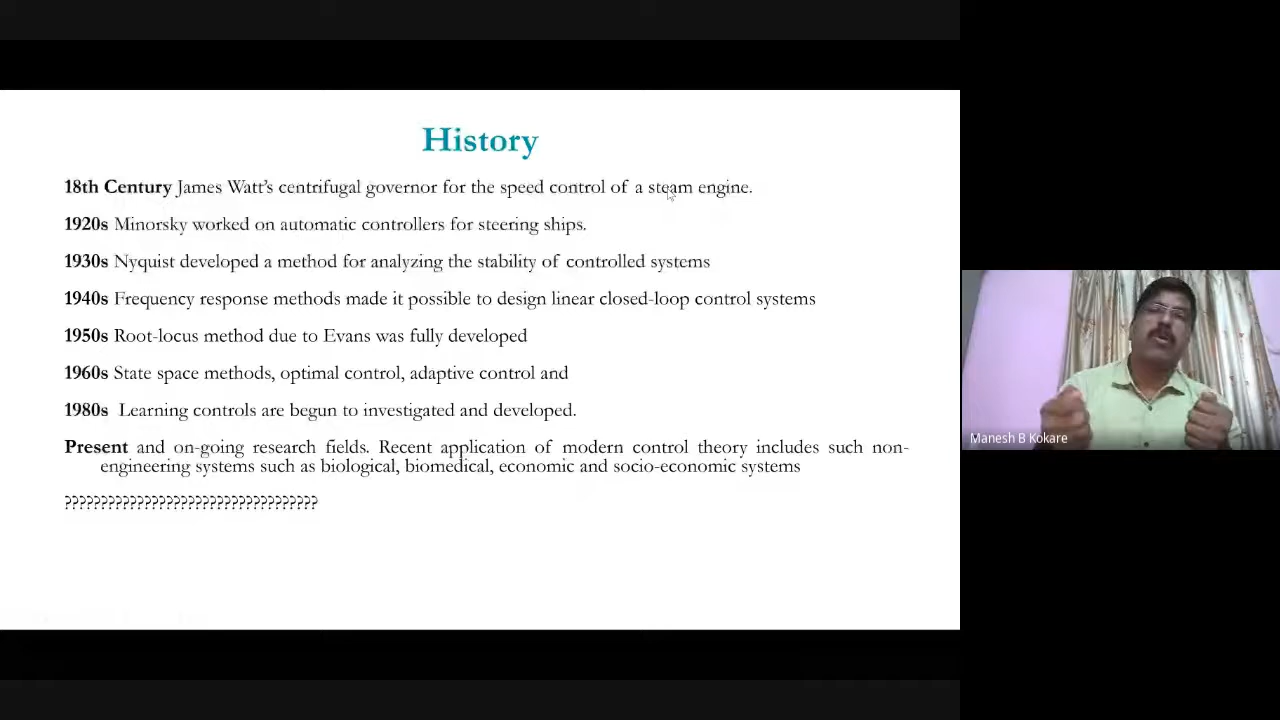 History
18th Century James Watt's centrifugal governor for the speed control of a steam engine.
1920s Minorsky worked on automatic controllers for steering ships.
1930s Nyquist developed a method for analyzing the stability of controlled systems
1940s Frequency response methods made it possible to design linear closed-loop control systems
1950s Root-locus method due to Evans was fully developed
1960s State space methods, optimal control, adaptive control and
1980s Learning controls are begun to investigated and developed.
Present and on-going research fields. Recent application of modern control theory includes such non-
engineering systems such as biological, biomedical, economic and socio-economic systems
???????????????????????????????????
Manesh B Kokare